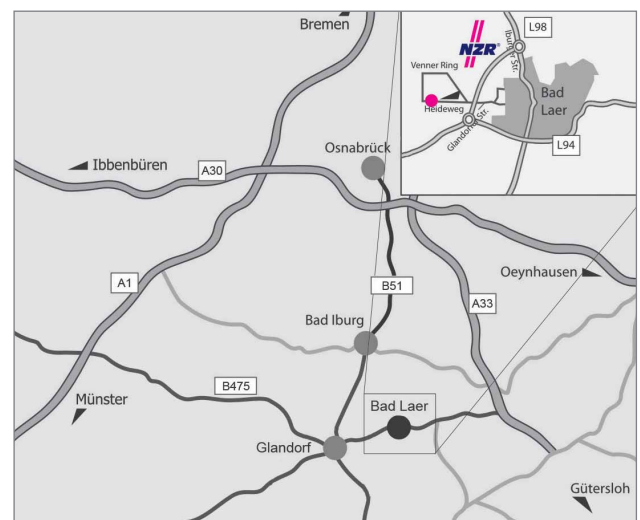 Bremen
L98
NZR®
Iburger Str.
Venner Ring
Bad
Laer
Heideweg
Glandorfer Str.
L94
Osnabrück
Ibbenbüren
A30
Oeynhausen
A1
B51
A33
Bad Iburg
B475
Münster
Bad Laer
Glandorf
Gütersloh